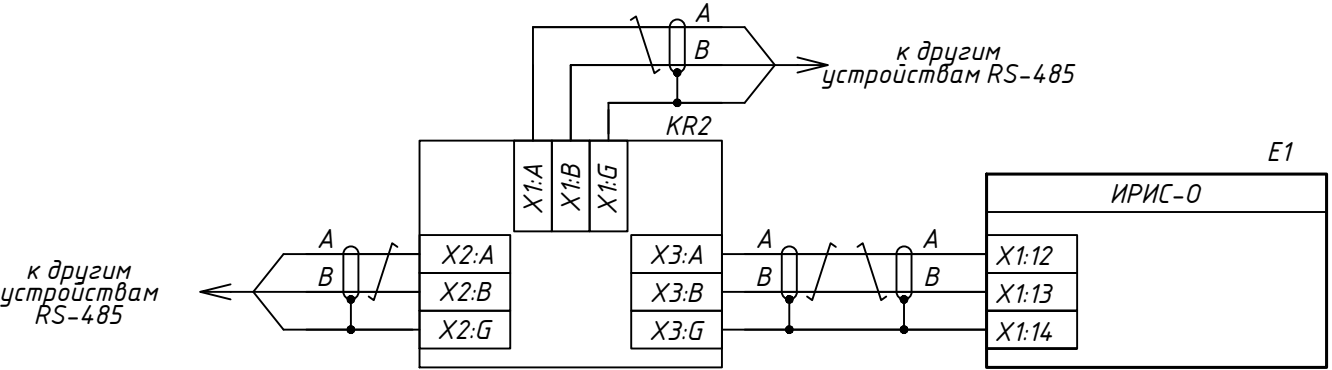 A
B
к другим
устройствам RS-485
KR2
X1:A
X1:B
X1:G
E1
ИРИС-О
A
B
к другим
устройствам
RS-485
X2:A
X2:B
X2:G
X3:A
X3:B
X3:G
A
B
A
B
X1:12
X1:13
X1:14